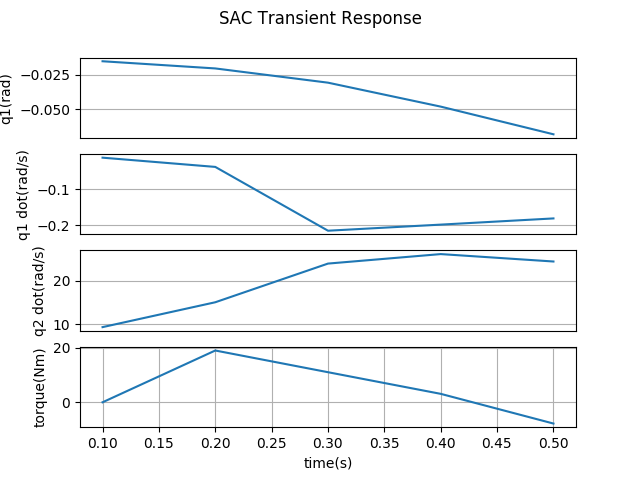 SAC Transient Response
q1(rad)
−0.025
−0.050
q1 dot(rad/s)
−0.1
−0.2
q2 dot(rad/s)
20
10
torque(Nm)
20
0
0.10 0.15 0.20 0.25 0.30 0.35 0.40 0.45 0.50
time(s)